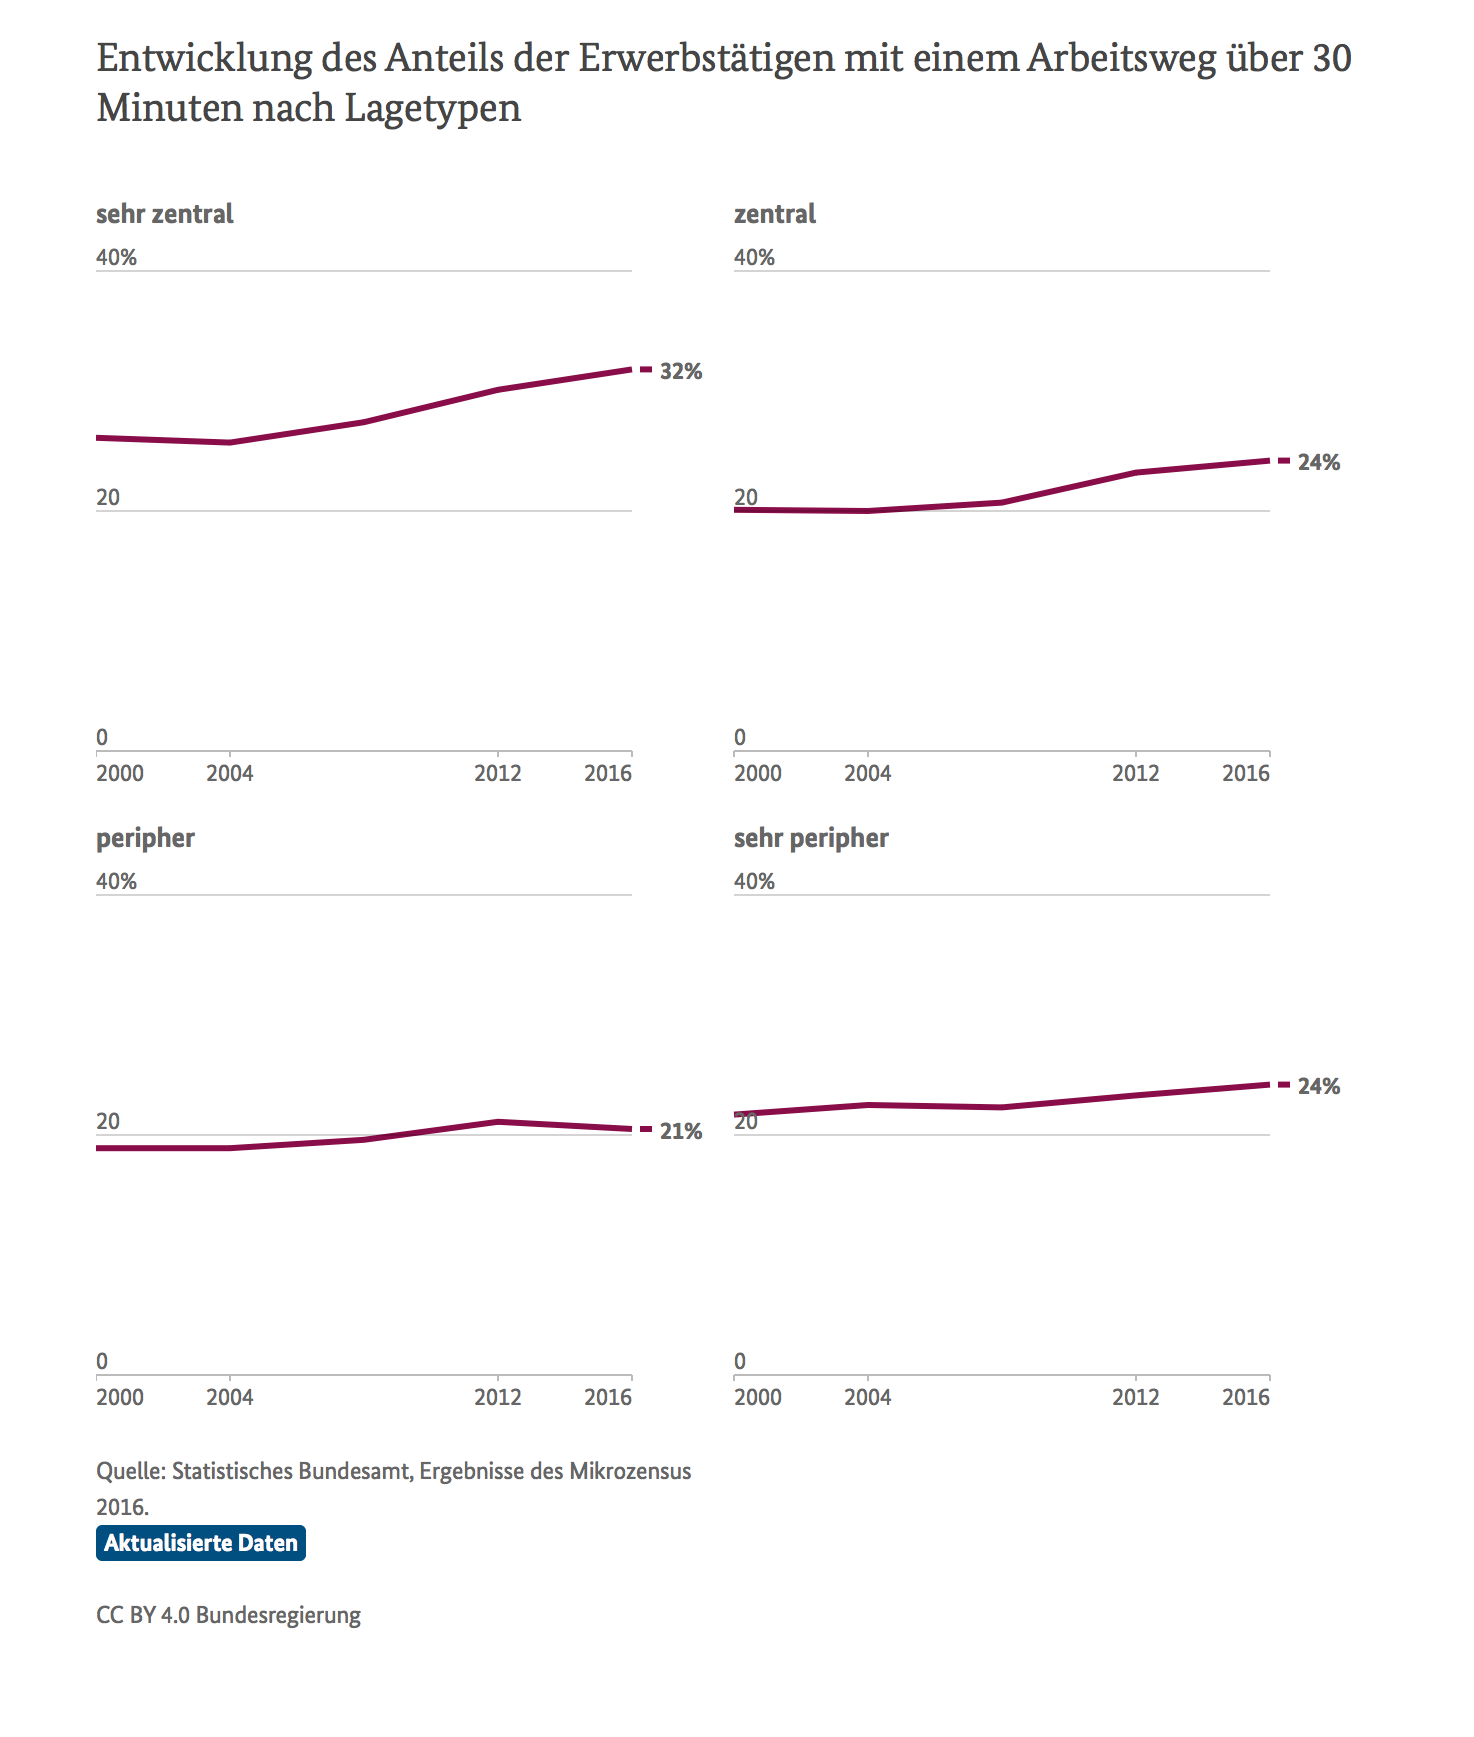 Entwicklung des Anteils der Erwerbstätigen mit einem Arbeitsweg über 30
Minuten nach Lagetypen
sehr zentral
40%
32%
20
0
2000 2004 2012 2016
zentral
40%
24%
20
0
2000 2004 2012 2016
peripher
40%
20
21%
0
2000 2004 2012 2016
sehr peripher
40%
24%
20
0
2000 2004 2012 2016
Quelle: Statistisches Bundesamt, Ergebnisse des Mikrozensus
2016.
Aktualisierte Daten
CC BY 4.0 Bundesregierung